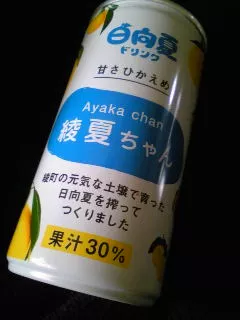 日向夏
ドリンク
甘さひかえめ
Ayaka chan
綾夏ちゃん
綾町の元気な土壌で育った
日向夏を搾って
つくりました
果汁30%